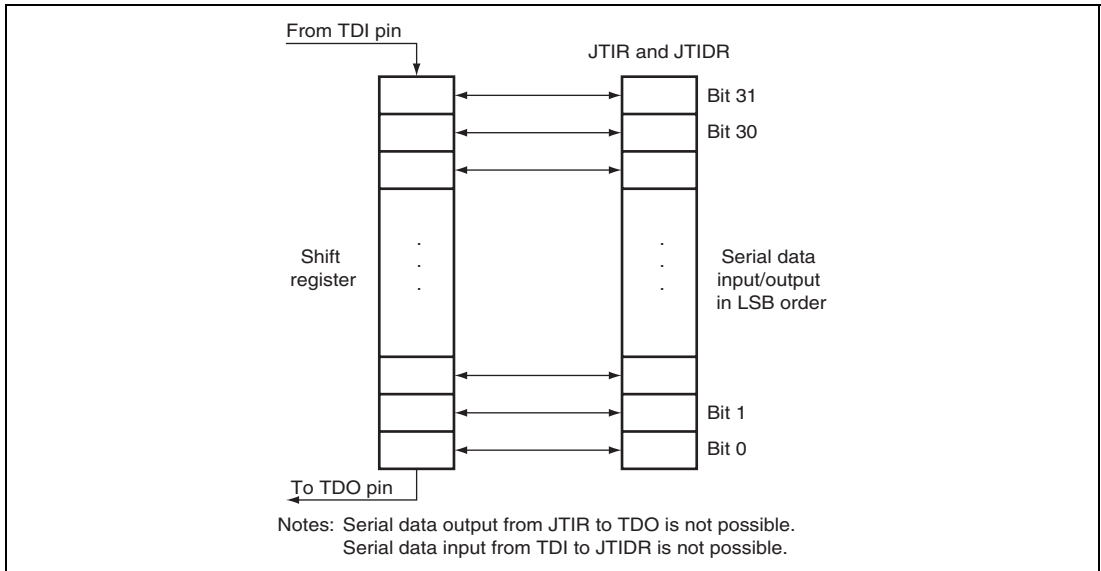 From TDI pin
JTIR and JTIDR
Bit 31
Bit 30
Shift
register
Serial data
input/output
in LSB order
Bit 1
Bit 0
To TDO pin
Notes: Serial data output from JTIR to TDO is not possible.
Serial data input from TDI to JTIDR is not possible.